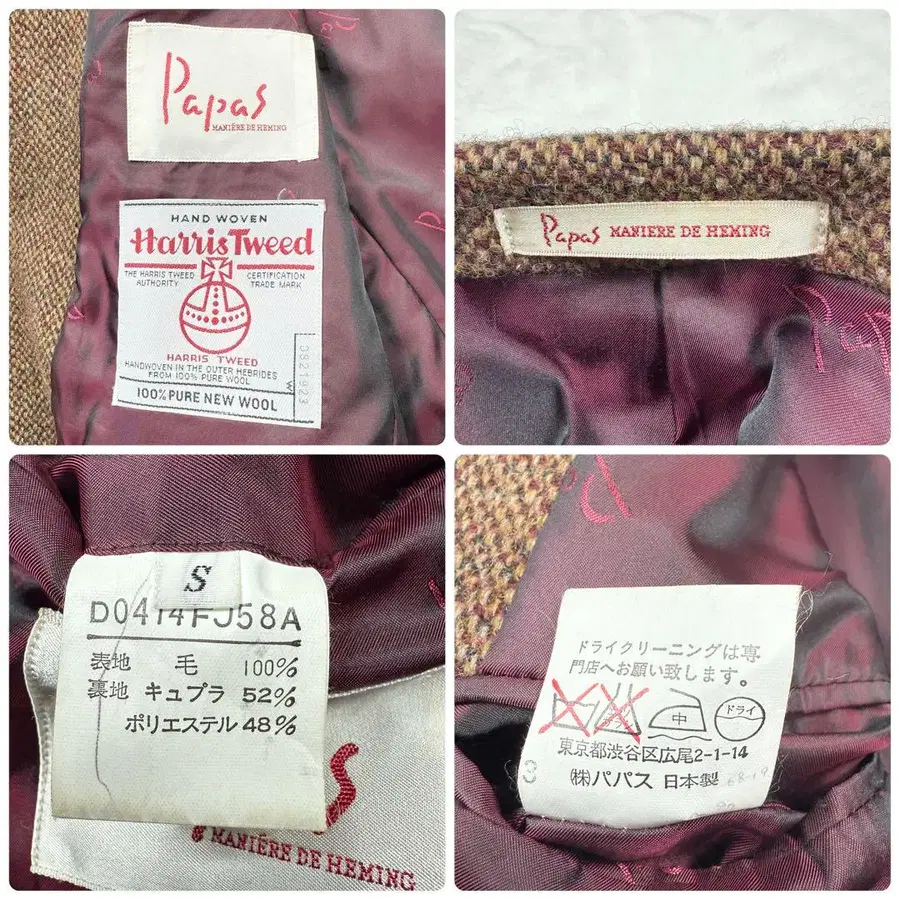 Papas
MANIÈRE DE HEMING
HAND WOVEN
Harris Tweed
THE HARRIS TWEED AUTHORITY
CERTIFICATION TRADE MARK
HARRIS TWEED
HANDWOVEN IN THE OUTER HEBRIDES
FROM 100% PURE WOOL
100% PURE NEW WOOL
W
D821923
Papas MANIERE DE HEMING
Pap
S
D0414FJ58A
表地 毛 100%
裏地 キュプラ 52%
ポリエステル 48%
MANIÉRE DE HEMING
ドライクリーニングは専
門店へお願い致します。
中 ドライ
東京都渋谷区広尾2-1-14
(株)パパス 日本製